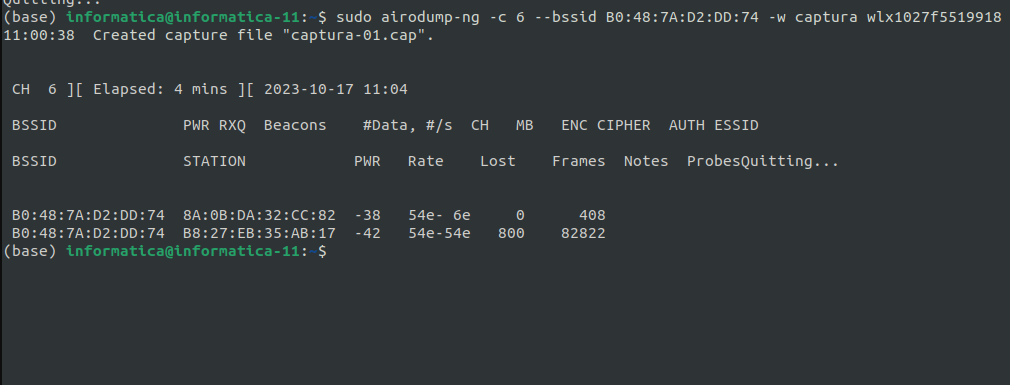 Quitting...
(base) informatica@informatica-11:~$ sudo airodump-ng -c 6 --bssid B0:48:7A:D2:DD:74 -w captura wlx1027f5519918
11:00:38  Created capture file "captura-01.cap".
CH  6 ][ Elapsed: 4 mins ][ 2023-10-17 11:04
BSSID              PWR RXQ  Beacons    #Data, #/s  CH   MB   ENC CIPHER  AUTH ESSID
BSSID              STATION            PWR   Rate    Lost    Frames  Notes  ProbesQuitting...
B0:48:7A:D2:DD:74  8A:0B:DA:32:CC:82  -38   54e- 6e     0      408
B0:48:7A:D2:DD:74  B8:27:EB:35:AB:17  -42   54e-54e   800    82822
(base) informatica@informatica-11:~$